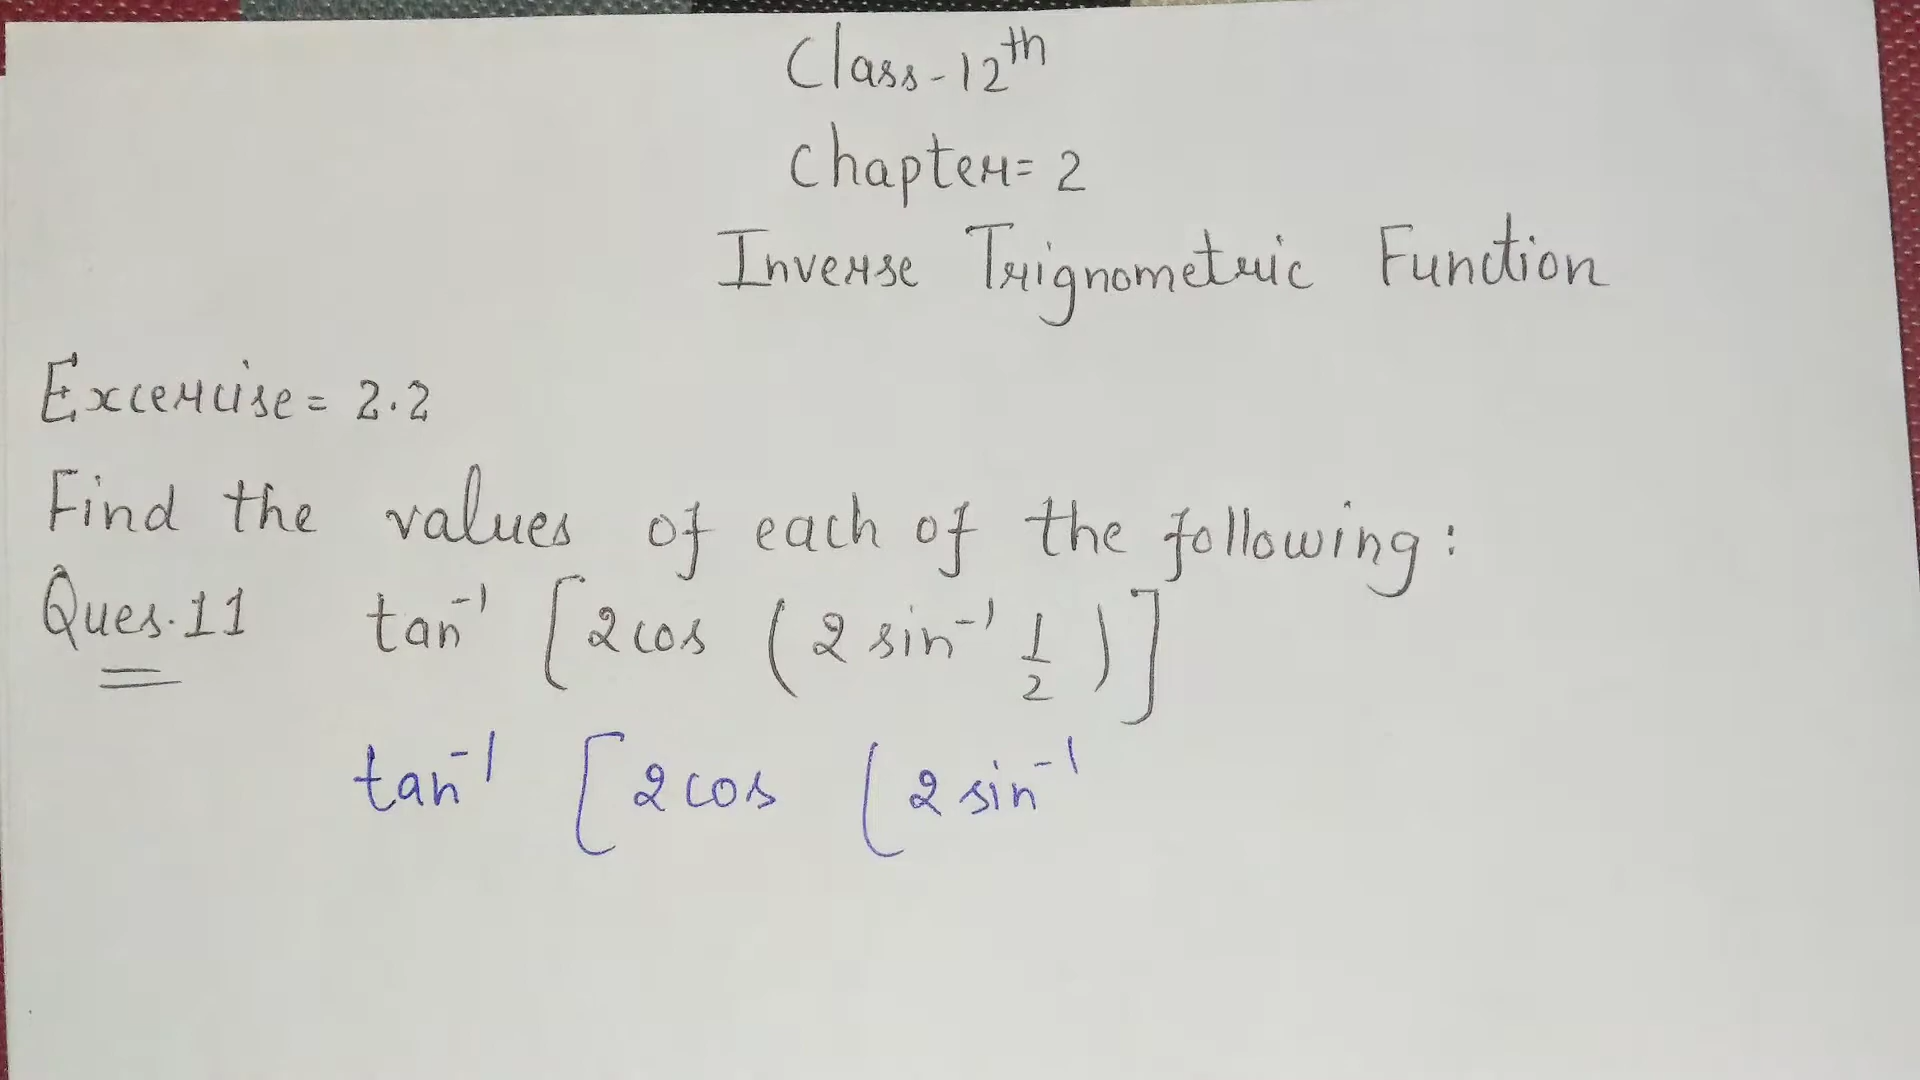 Class-12th
Chapter= 2
Inverse Trignometric Function
Excercise= 2.2
Find the values of each of the following:
Ques.11 tan⁻¹ [2cos (2 sin⁻¹ 1/2)]
tan⁻¹ [2cos (2 sin⁻¹